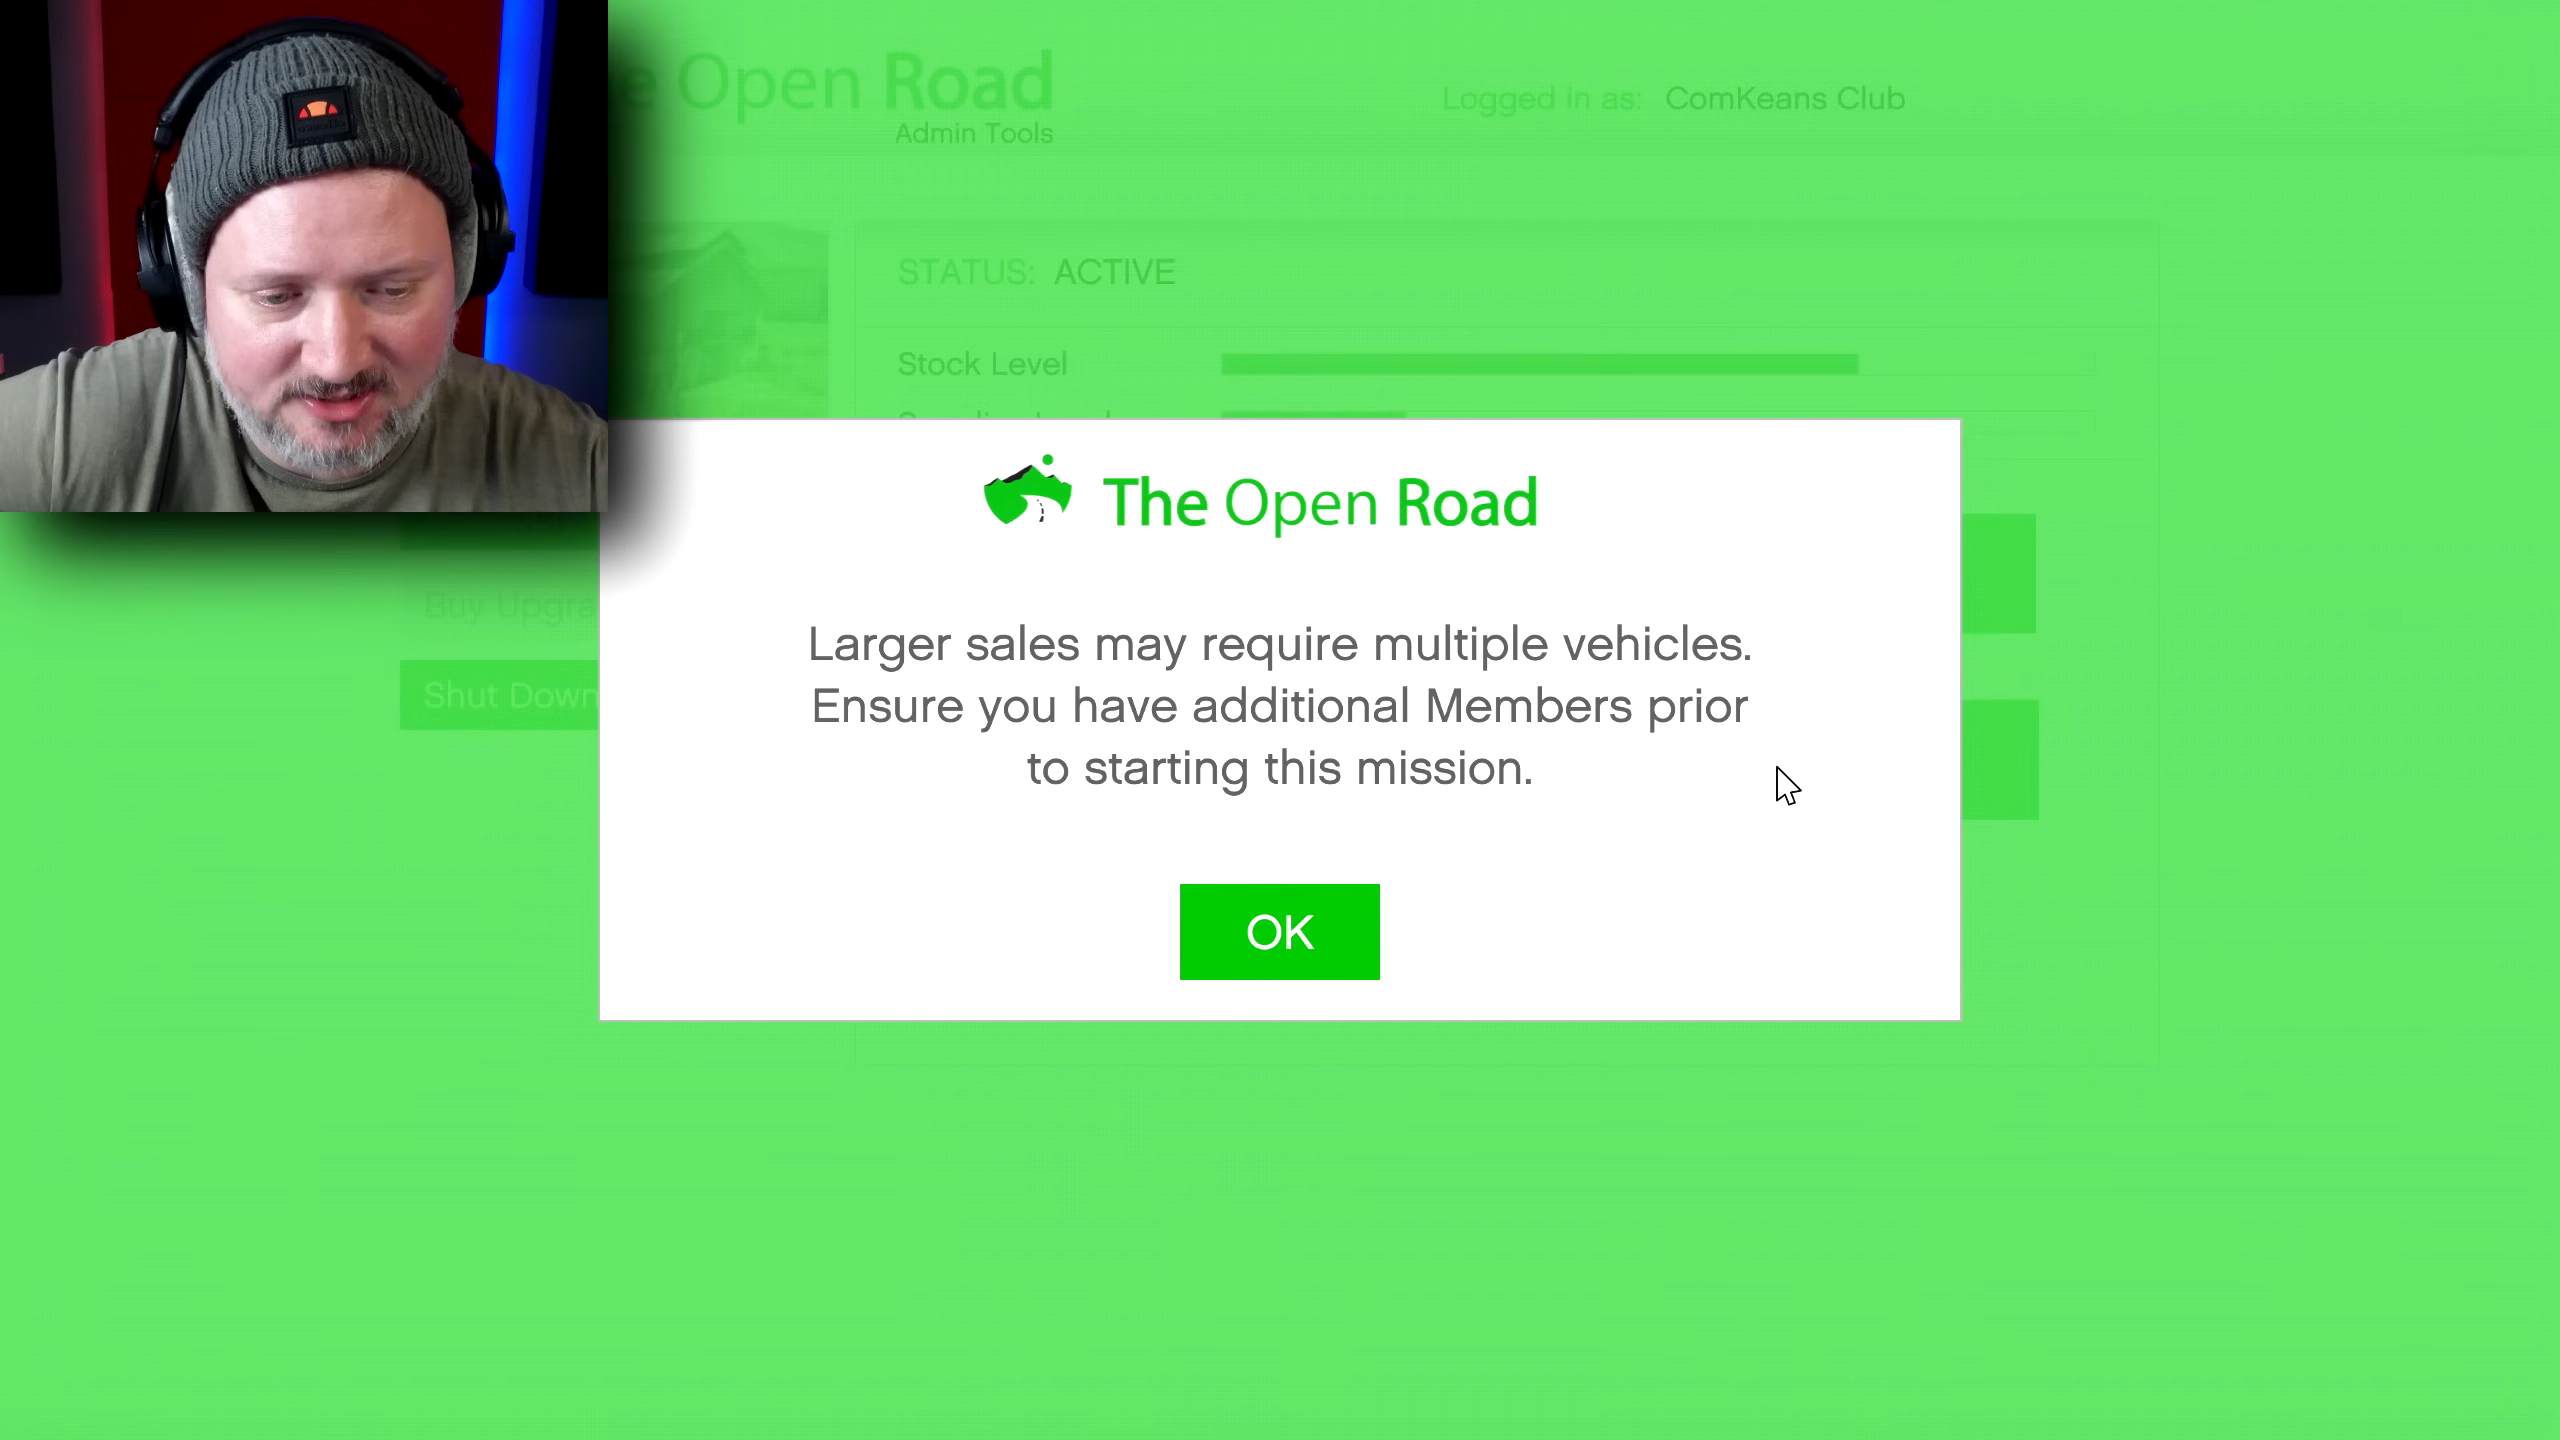 Open Road
Admin Tools
Logged in as: ComKeans Club
STATUS: ACTIVE
Stock Level
The Open Road
Larger sales may require multiple vehicles.
Ensure you have additional Members prior
to starting this mission.
OK
Buy
Shut Down